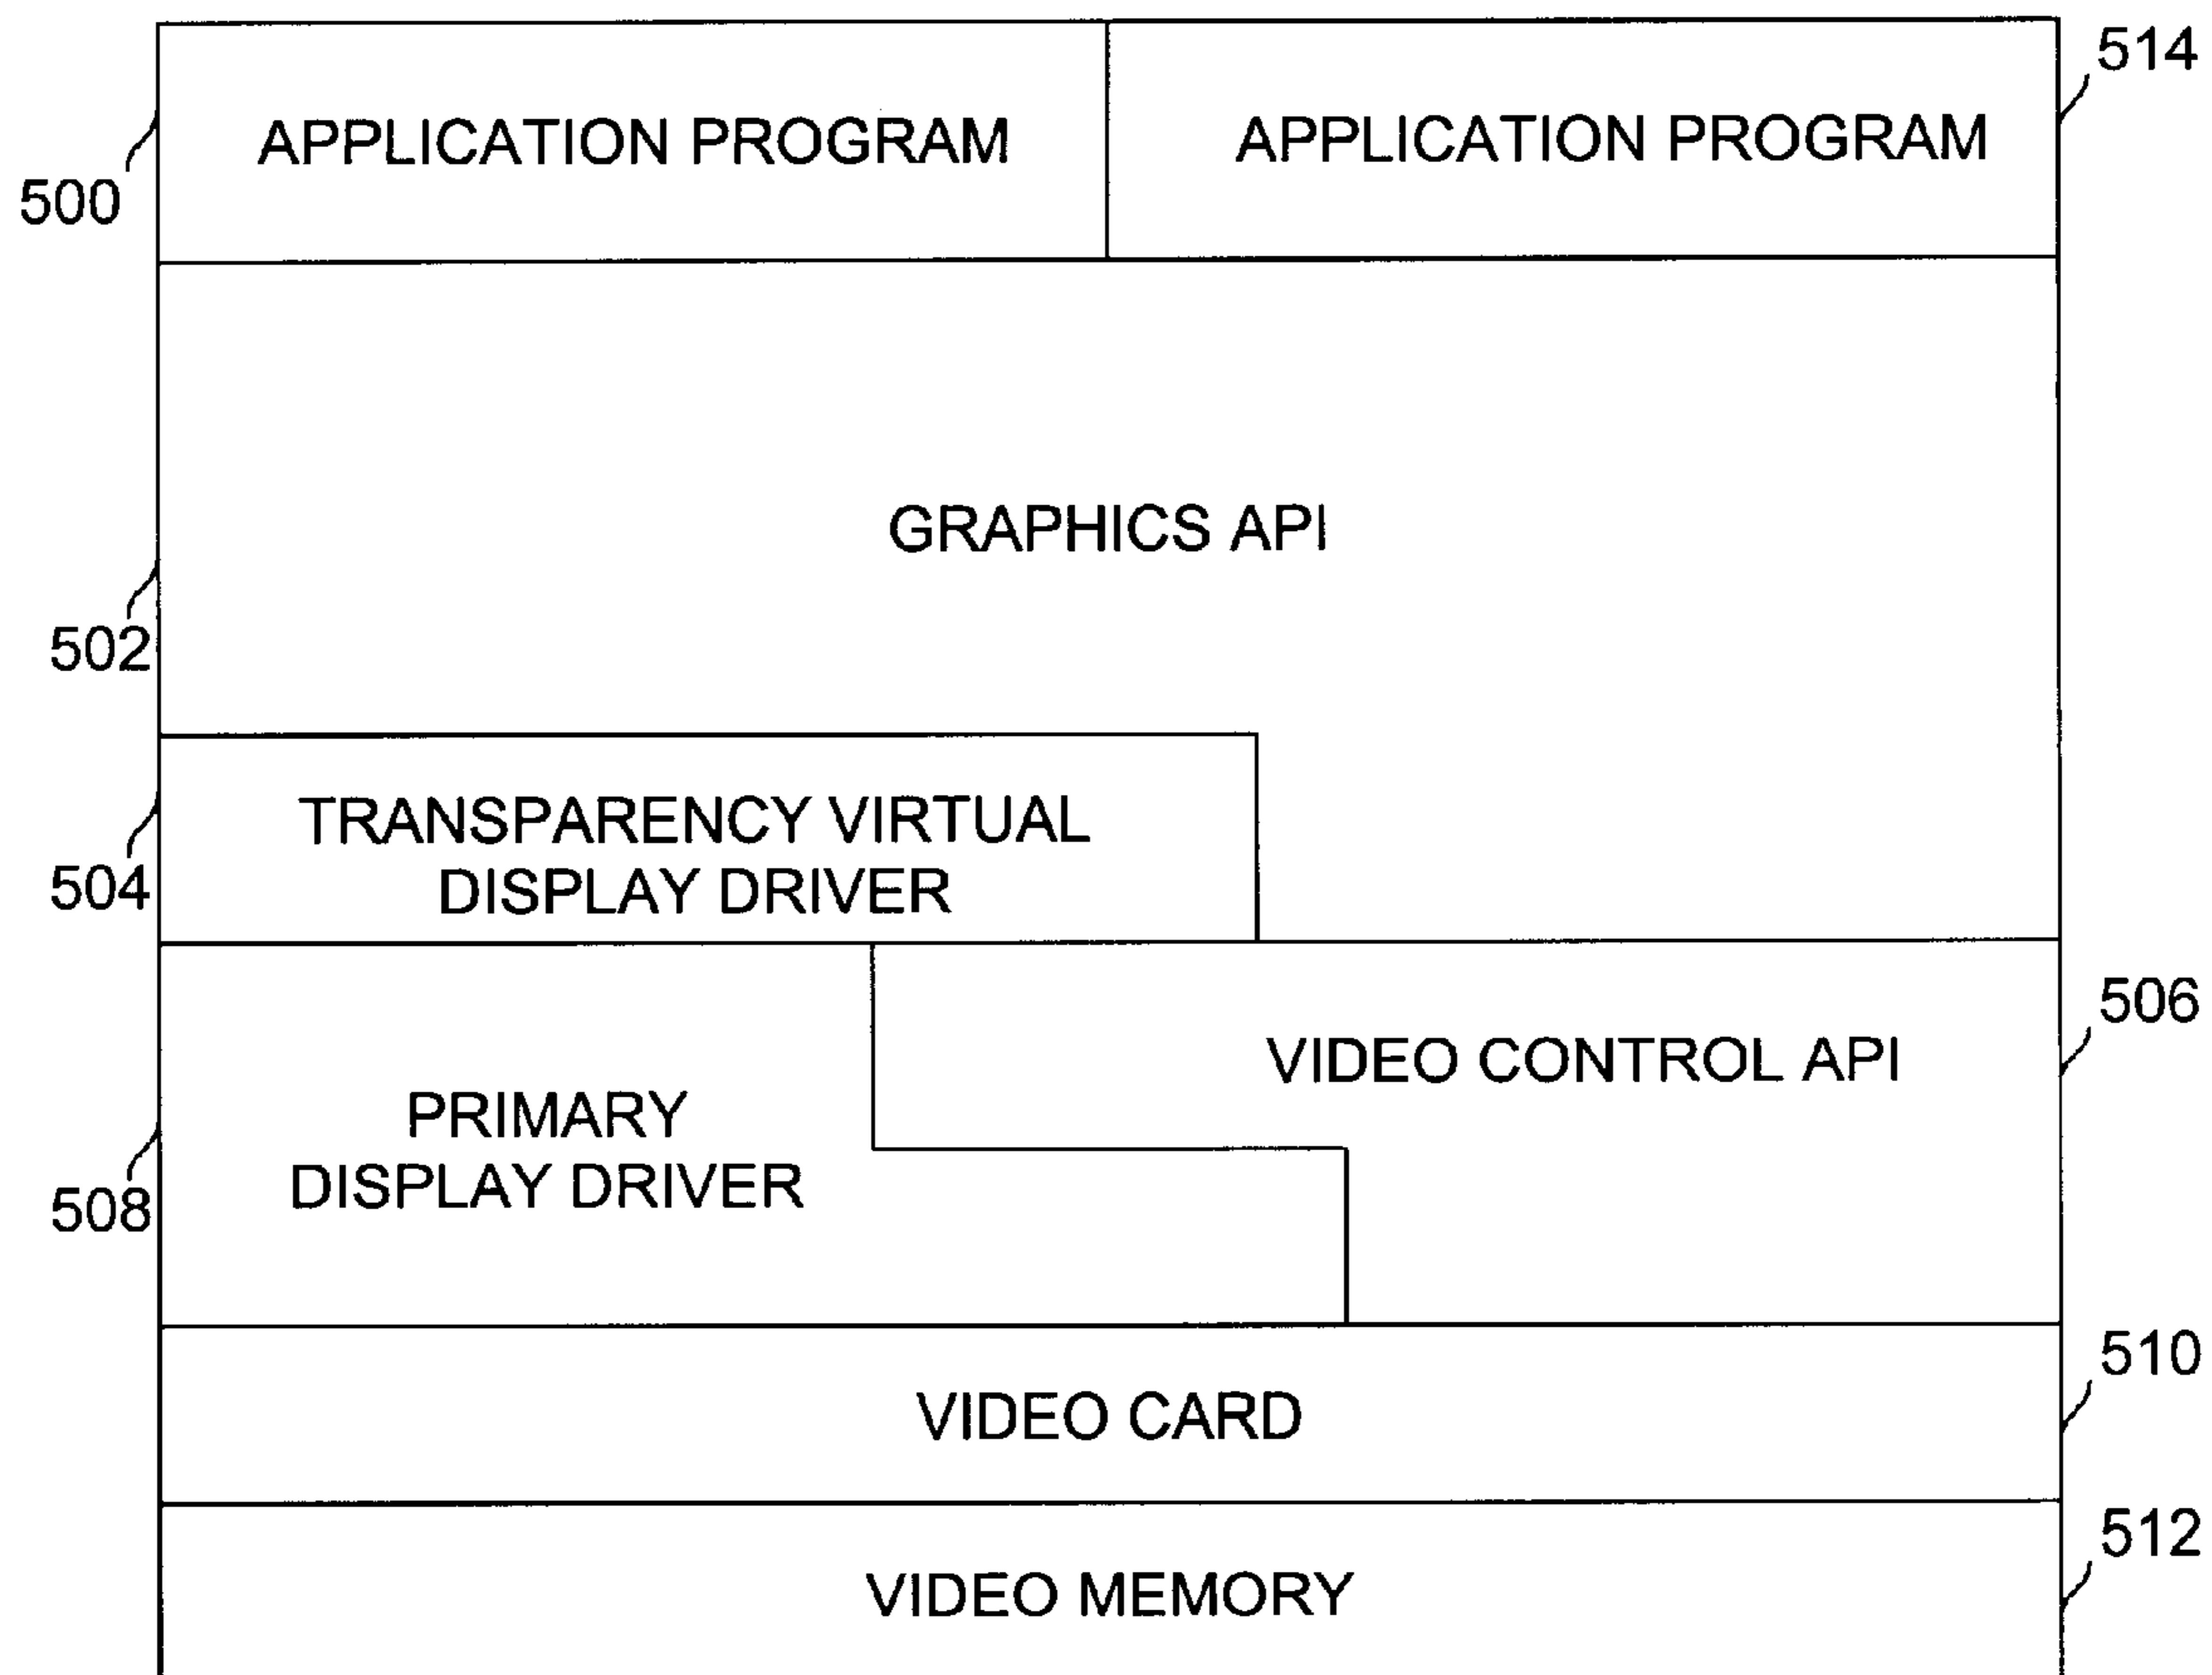 514
APPLICATION PROGRAM
APPLICATION PROGRAM
500
GRAPHICS API
502
TRANSPARENCY VIRTUAL
DISPLAY DRIVER
504
506
VIDEO CONTROL API
PRIMARY
DISPLAY DRIVER
508
510
VIDEO CARD
512
VIDEO MEMORY